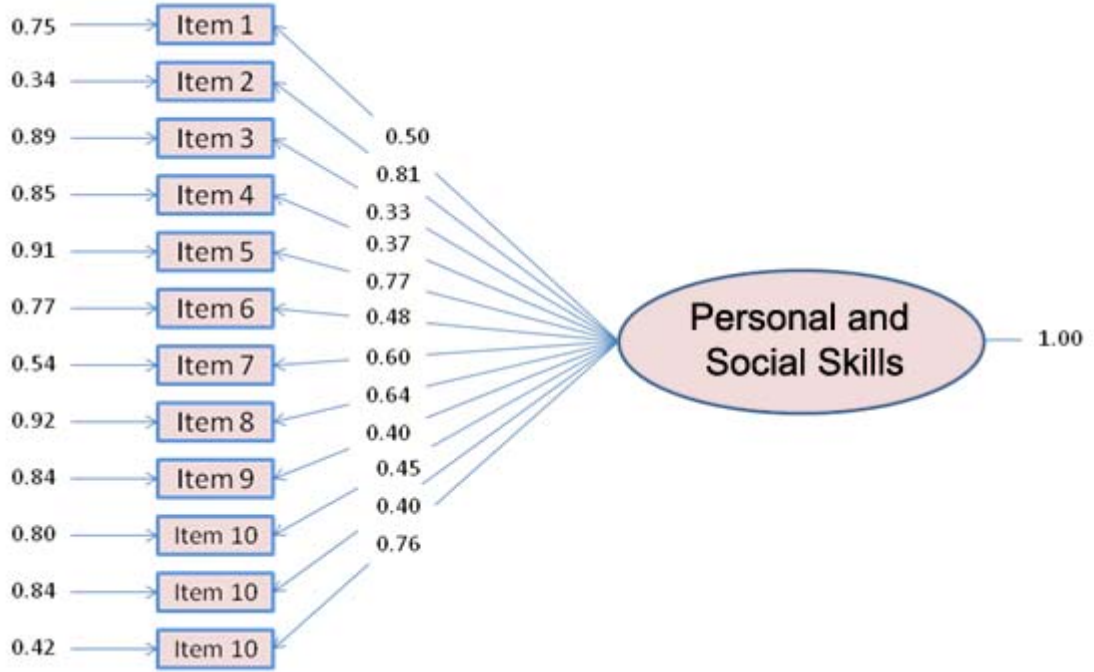 0.75 Item 1
0.34 Item 2
0.89 Item 3
0.85 Item 4
0.91 Item 5
0.77 Item 6
0.54 Item 7
0.92 Item 8
0.84 Item 9
0.80 Item 10
0.84 Item 10
0.42 Item 10
0.50
0.81
0.33
0.37
0.77
0.48
0.60
0.64
0.40
0.45
0.40
0.76
Personal and
Social Skills
1.00